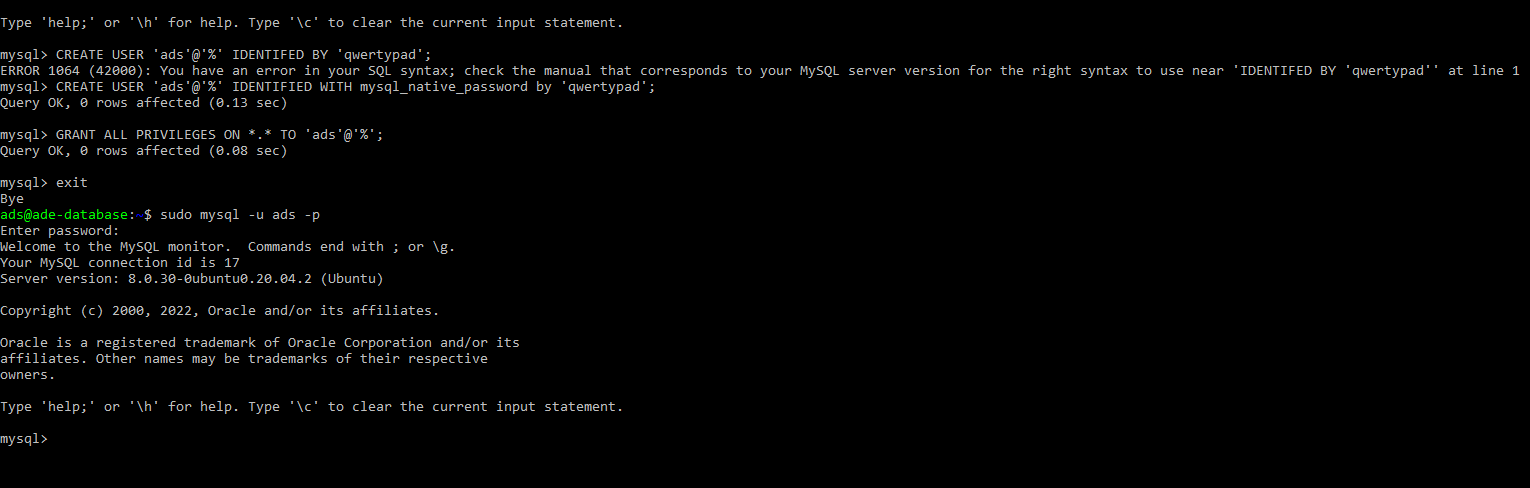 Type 'help;' or '\h' for help. Type '\c' to clear the current input statement.
mysql> CREATE USER 'ads'@'%' IDENTIFED BY 'qwertypad';
ERROR 1064 (42000): You have an error in your SQL syntax; check the manual that corresponds to your MySQL server version for the right syntax to use near 'IDENTIFED BY 'qwertypad'' at line 1
mysql> CREATE USER 'ads'@'%' IDENTIFIED WITH mysql_native_password by 'qwertypad';
Query OK, 0 rows affected (0.13 sec)
mysql> GRANT ALL PRIVILEGES ON *.* TO 'ads'@'%';
Query OK, 0 rows affected (0.08 sec)
mysql> exit
Bye
ads@ade-database:~$ sudo mysql -u ads -p
Enter password:
Welcome to the MySQL monitor.  Commands end with ; or \g.
Your MySQL connection id is 17
Server version: 8.0.30-0ubuntu0.20.04.2 (Ubuntu)
Copyright (c) 2000, 2022, Oracle and/or its affiliates.
Oracle is a registered trademark of Oracle Corporation and/or its
affiliates. Other names may be trademarks of their respective
owners.
Type 'help;' or '\h' for help. Type '\c' to clear the current input statement.
mysql>